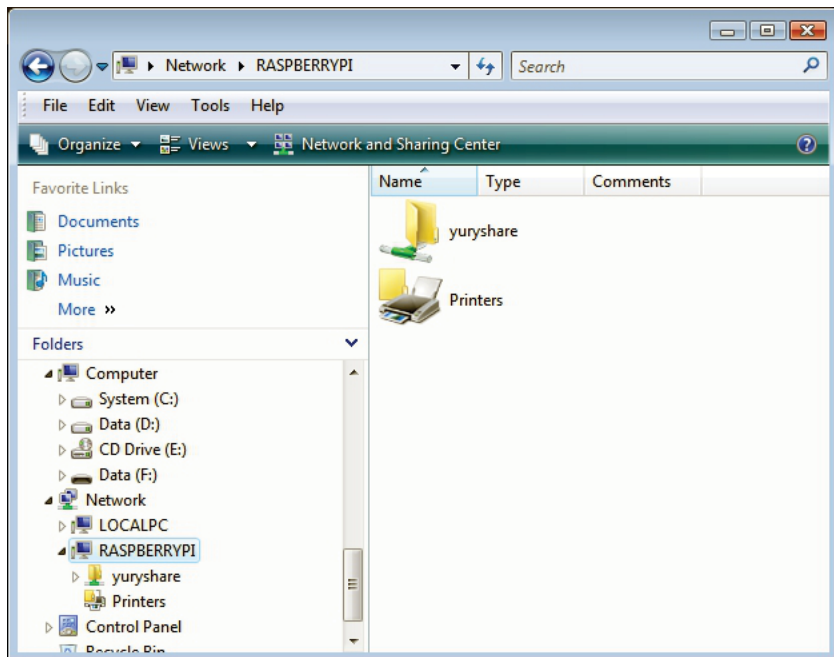 Network RASPBERRYPI
Search
File Edit View Tools Help
Organize Views Network and Sharing Center
Favorite Links
Documents
Pictures
Music
More
Folders
Computer
System (C:)
Data (D:)
CD Drive (E:)
Data (F:)
Network
LOCALPC
RASPBERRYPI
yuryshare
Printers
Control Panel
Recycle Bin
Name Type Comments
yuryshare
Printers